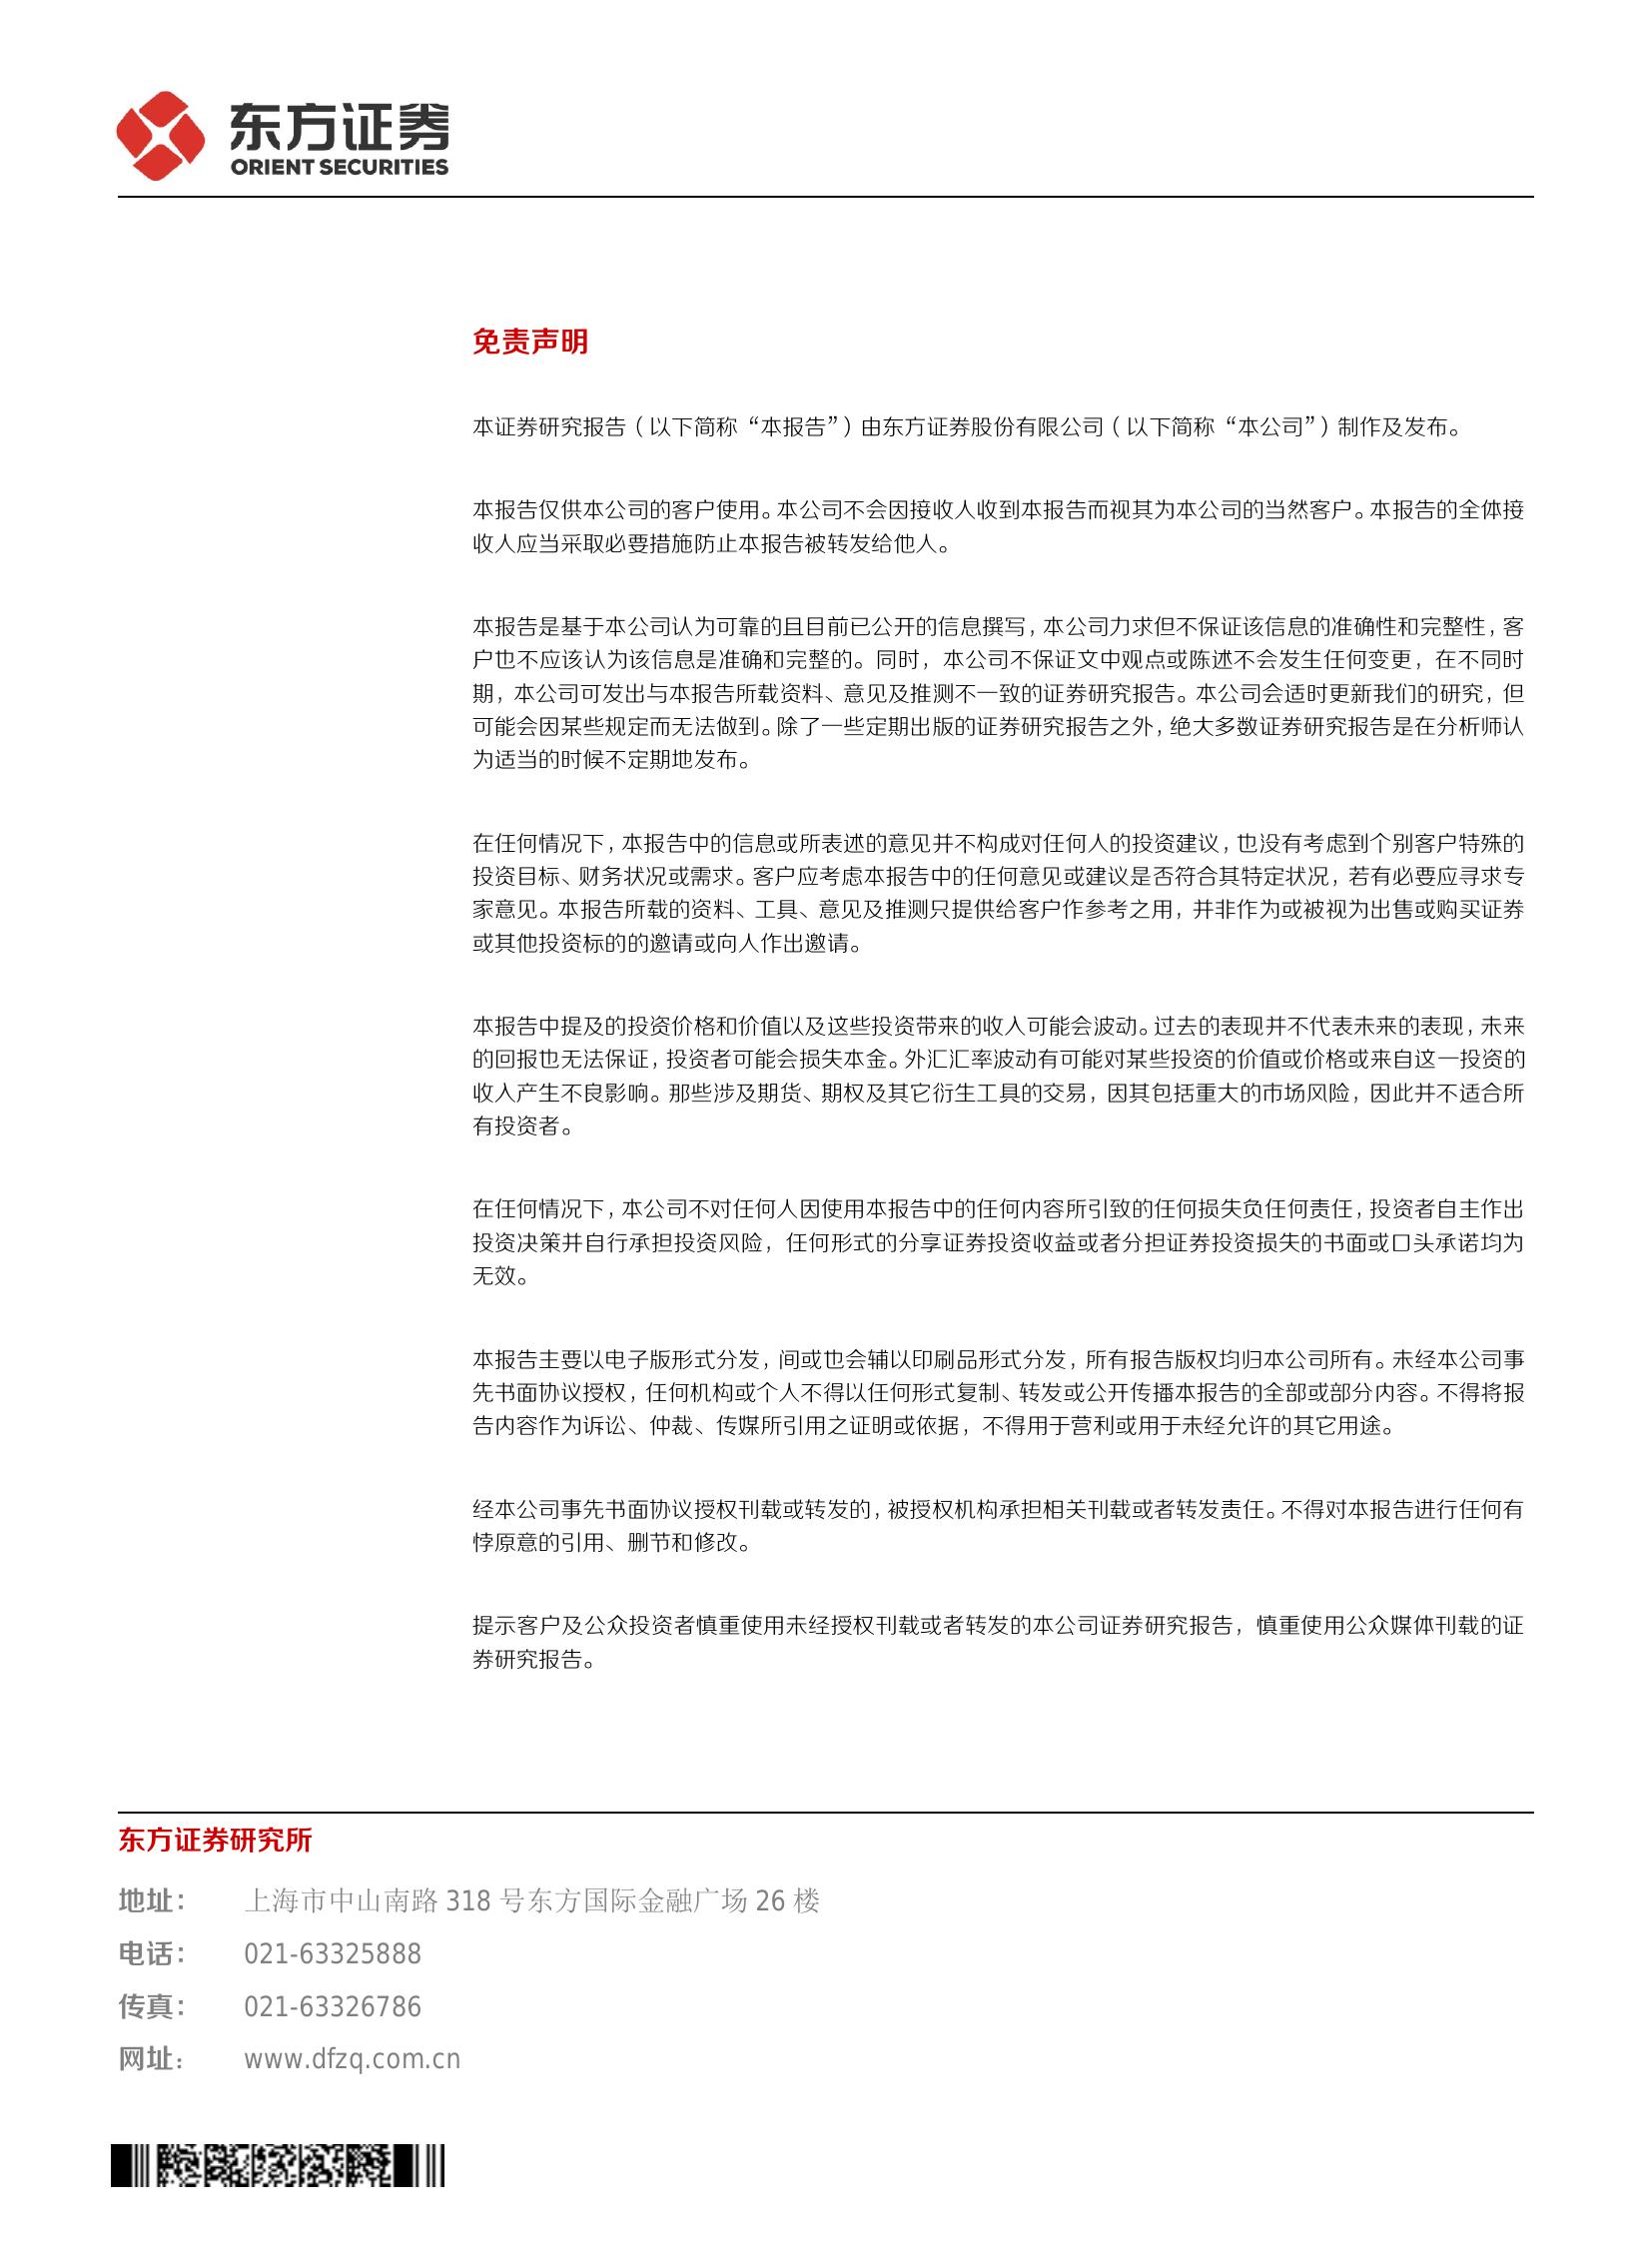 东方证券
ORIENT SECURITIES
免责声明
本证券研究报告（以下简称“本报告”）由东方证券股份有限公司（以下简称“本公司”）制作及发布。
本报告仅供本公司的客户使用。本公司不会因接收人收到本报告而视其为本公司的当然客户。本报告的全体接
收人应当采取必要措施防止本报告被转发给他人。
本报告是基于本公司认为可靠的且目前已公开的信息撰写，本公司力求但不保证该信息的准确性和完整性，客
户也不应该认为该信息是准确和完整的。同时，本公司不保证文中观点或陈述不会发生任何变更，在不同时
期，本公司可发出与本报告所载资料、意见及推测不一致的证券研究报告。本公司会适时更新我们的研究，但
可能会因某些规定而无法做到。除了一些定期出版的证券研究报告之外，绝大多数证券研究报告是在分析师认
为适当的时候不定期地发布。
在任何情况下，本报告中的信息或所表述的意见并不构成对任何人的投资建议，也没有考虑到个别客户特殊的
投资目标、财务状况或需求。客户应考虑本报告中的任何意见或建议是否符合其特定状况，若有必要应寻求专
家意见。本报告所载的资料、工具、意见及推测只提供给客户作参考之用，并非作为或被视为出售或购买证券
或其他投资标的的邀请或向人作出邀请。
本报告中提及的投资价格和价值以及这些投资带来的收入可能会波动。过去的表现并不代表未来的表现，未来
的回报也无法保证，投资者可能会损失本金。外汇汇率波动有可能对某些投资的价值或价格或来自这一投资的
收入产生不良影响。那些涉及期货、期权及其它衍生工具的交易，因其包括重大的市场风险，因此并不适合所
有投资者。
在任何情况下，本公司不对任何人因使用本报告中的任何内容所引致的任何损失负任何责任，投资者自主作出
投资决策并自行承担投资风险，任何形式的分享证券投资收益或者分担证券投资损失的书面或口头承诺均为
无效。
本报告主要以电子版形式分发，间或也会辅以印刷品形式分发，所有报告版权均归本公司所有。未经本公司事
先书面协议授权，任何机构或个人不得以任何形式复制、转发或公开传播本报告的全部或部分内容。不得将报
告内容作为诉讼、仲裁、传媒所引用之证明或依据，不得用于营利或用于未经允许的其它用途。
经本公司事先书面协议授权刊载或转发的，被授权机构承担相关刊载或者转发责任。不得对本报告进行任何有
悖原意的引用、删节和修改。
提示客户及公众投资者慎重使用未经授权刊载或者转发的本公司证券研究报告，慎重使用公众媒体刊载的证
券研究报告。
东方证券研究所
地址： 上海市中山南路 318 号东方国际金融广场 26 楼
电话： 021-63325888
传真： 021-63326786
网址： www.dfzq.com.cn